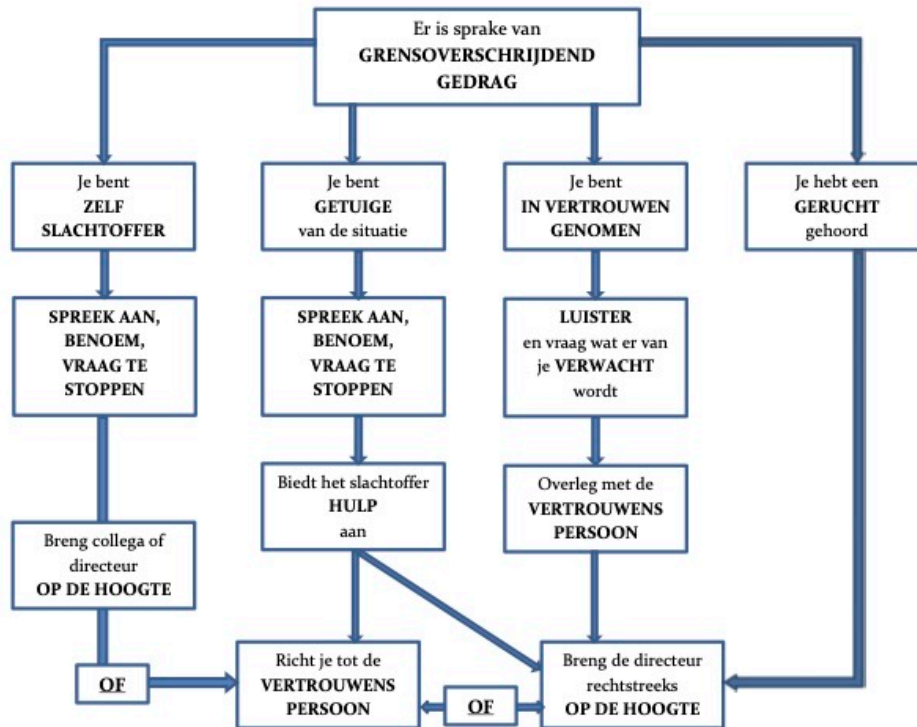 Er is sprake van
GRENSOVERSCHRIJDEND
GEDRAG
Je bent
ZELF
SLACHTOFFER
Je bent
GETUIGE
van de situatie
Je bent
IN VERTROUWEN
GENOMEN
Je hebt een
GERUCHT
gehoord
SPREEK AAN,
BENOEM,
VRAAG TE
STOPPEN
SPREEK AAN,
BENOEM,
VRAAG TE
STOPPEN
LUISTER
en vraag wat er van
je VERWACHT
wordt
Biedt het slachtoffer
HULP
aan
Overleg met de
VERTROUWENS
PERSOON
Breng collega of
directeur
OP DE HOOGTE
OF
Richt je tot de
VERTROUWENS
PERSOON
OF
Breng de directeur
rechtstreeks
OP DE HOOGTE